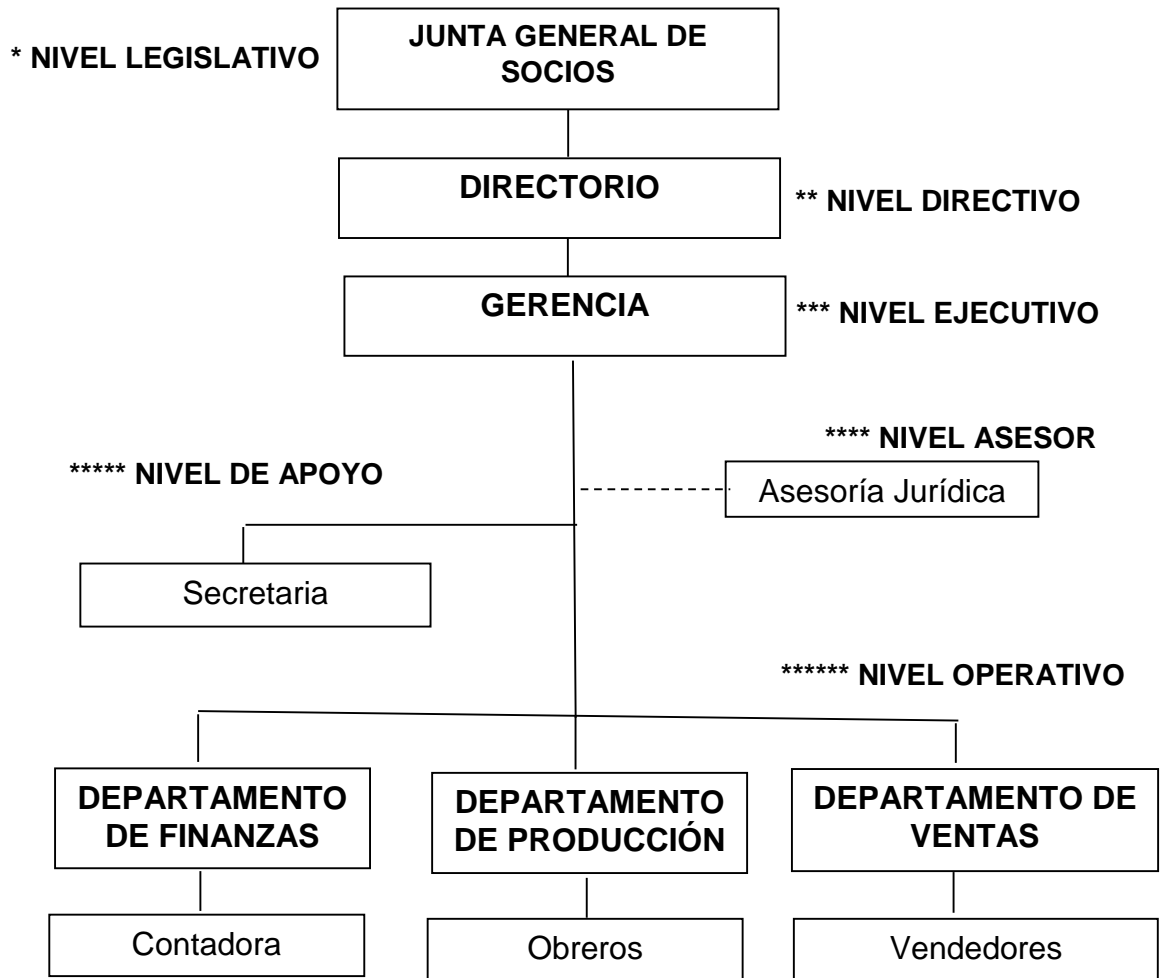 JUNTA GENERAL DE
SOCIOS
* NIVEL LEGISLATIVO
DIRECTORIO
** NIVEL DIRECTIVO
GERENCIA
*** NIVEL EJECUTIVO
**** NIVEL ASESOR
***** NIVEL DE APOYO
Asesoría Jurídica
Secretaria
****** NIVEL OPERATIVO
DEPARTAMENTO
DE FINANZAS
DEPARTAMENTO
DE PRODUCCIÓN
DEPARTAMENTO DE
VENTAS
Contadora
Obreros
Vendedores